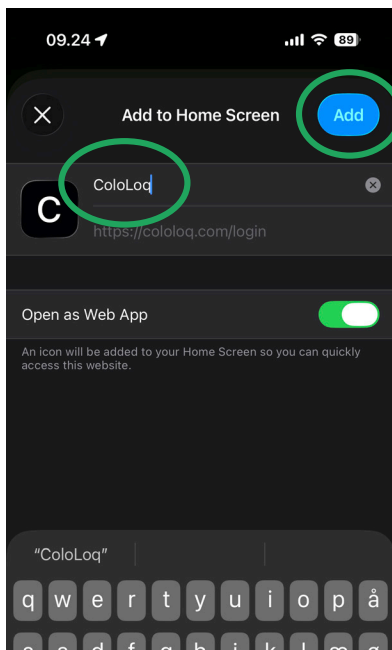 09.24 89
Add to Home Screen Add
C ColoLoq
https://cololoq.com/login
Open as Web App
An icon will be added to your Home Screen so you can quickly
access this website.
“ColoLoq”
q w e r t y u i o p å
a s d f g h j k l ø